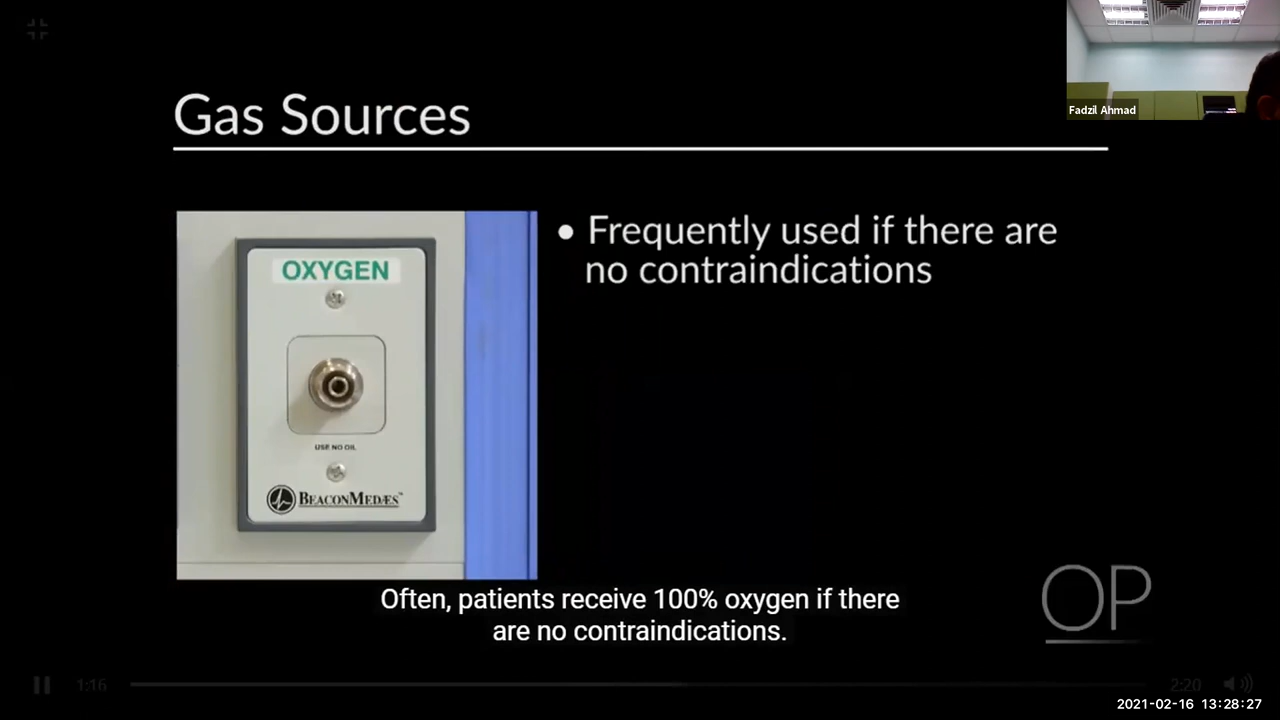 Gas Sources
Fadzil Ahmad
OXYGEN
USE NO OIL
BEACONMEDÆS™
• Frequently used if there are
no contraindications
Often, patients receive 100% oxygen if there
are no contraindications.
OP
1:16
2:20
2021-02-16 13:28:27